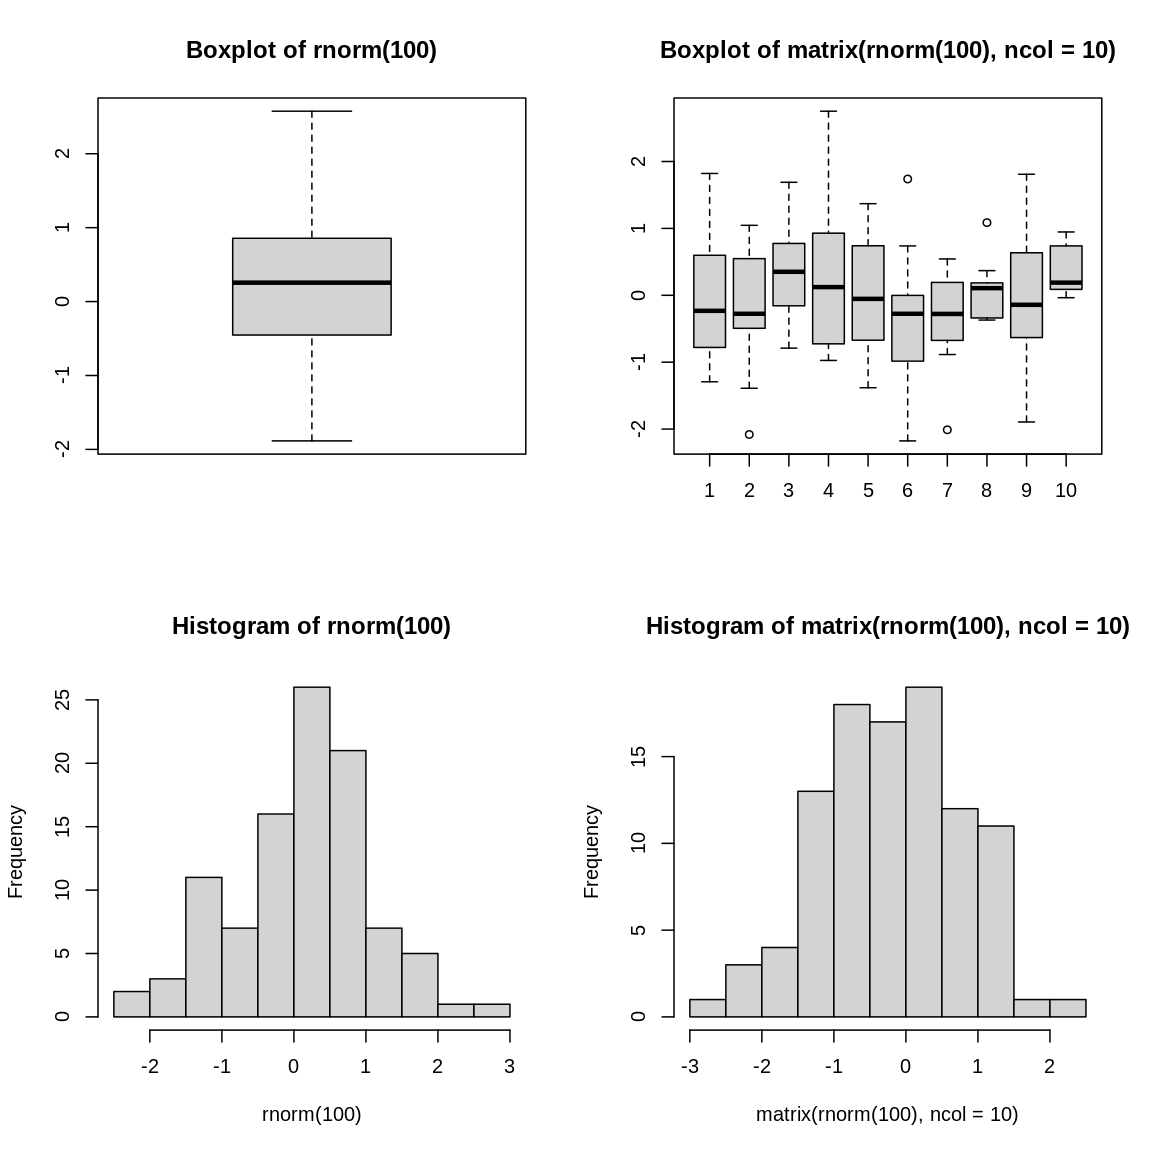 Boxplot of rnorm(100)
2
1
0
-1
-2
Boxplot of matrix(rnorm(100), ncol = 10)
2
1
0
-1
-2
1 2 3 4 5 6 7 8 9 10
Histogram of rnorm(100)
Frequency
25
20
15
10
5
0
-2 -1 0 1 2 3
rnorm(100)
Histogram of matrix(rnorm(100), ncol = 10)
Frequency
15
10
5
0
-3 -2 -1 0 1 2
matrix(rnorm(100), ncol = 10)